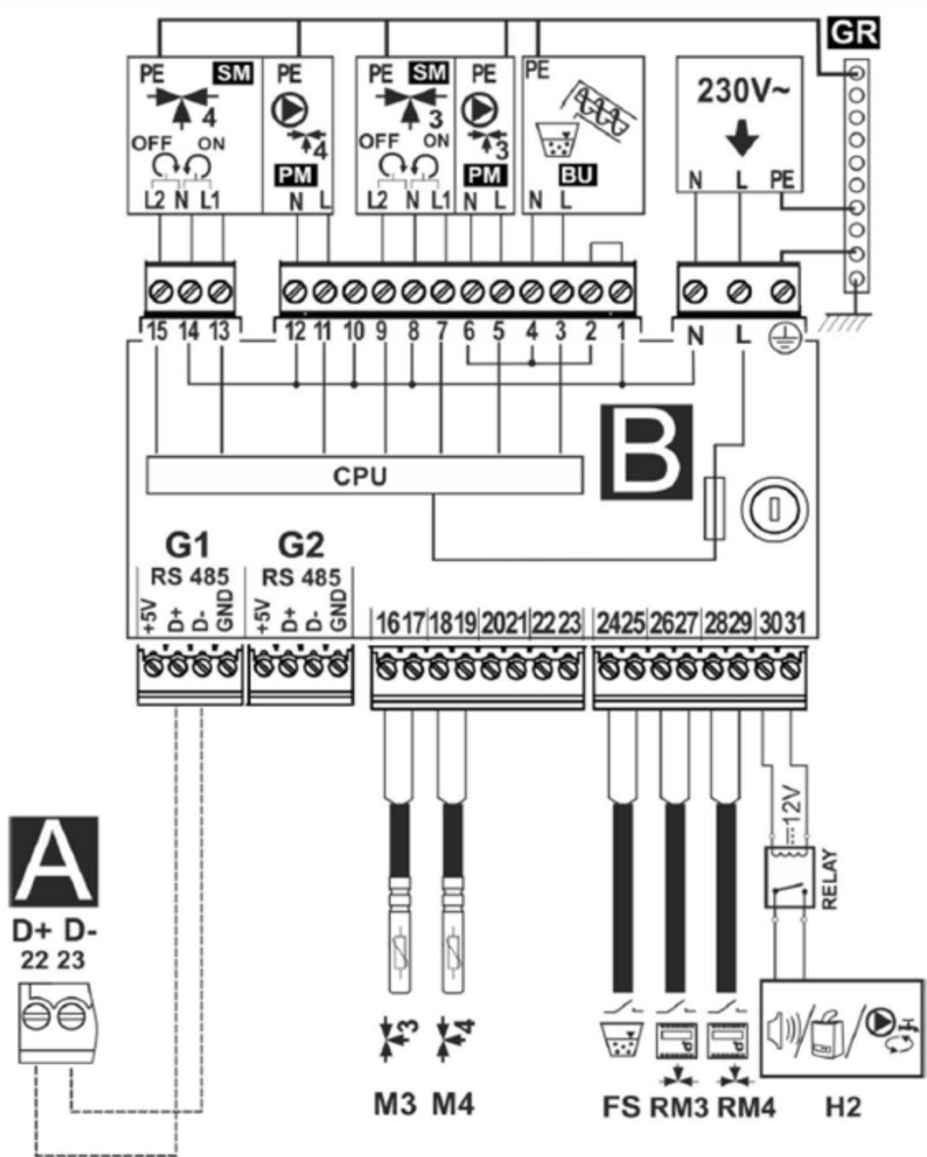 GR
PE SM PE PE SM PE PE 230V~
4 3
OFF ON 4 OFF ON 3
PM PM BU
L2 N L1 N L L2 N L1 N L N L N L PE
15 14 13 12 11 10 9 8 7 6 5 4 3 2 1 N L
B
CPU
G1 G2
RS 485 RS 485
+5V D+ D- GND +5V D+ D- GND 16 17 18 19 20 21 22 23 24 25 26 27 28 29 30 31
12V
A
RELAY
D+ D-
22 23
3 4
M3 M4 FS RM3 RM4 H2